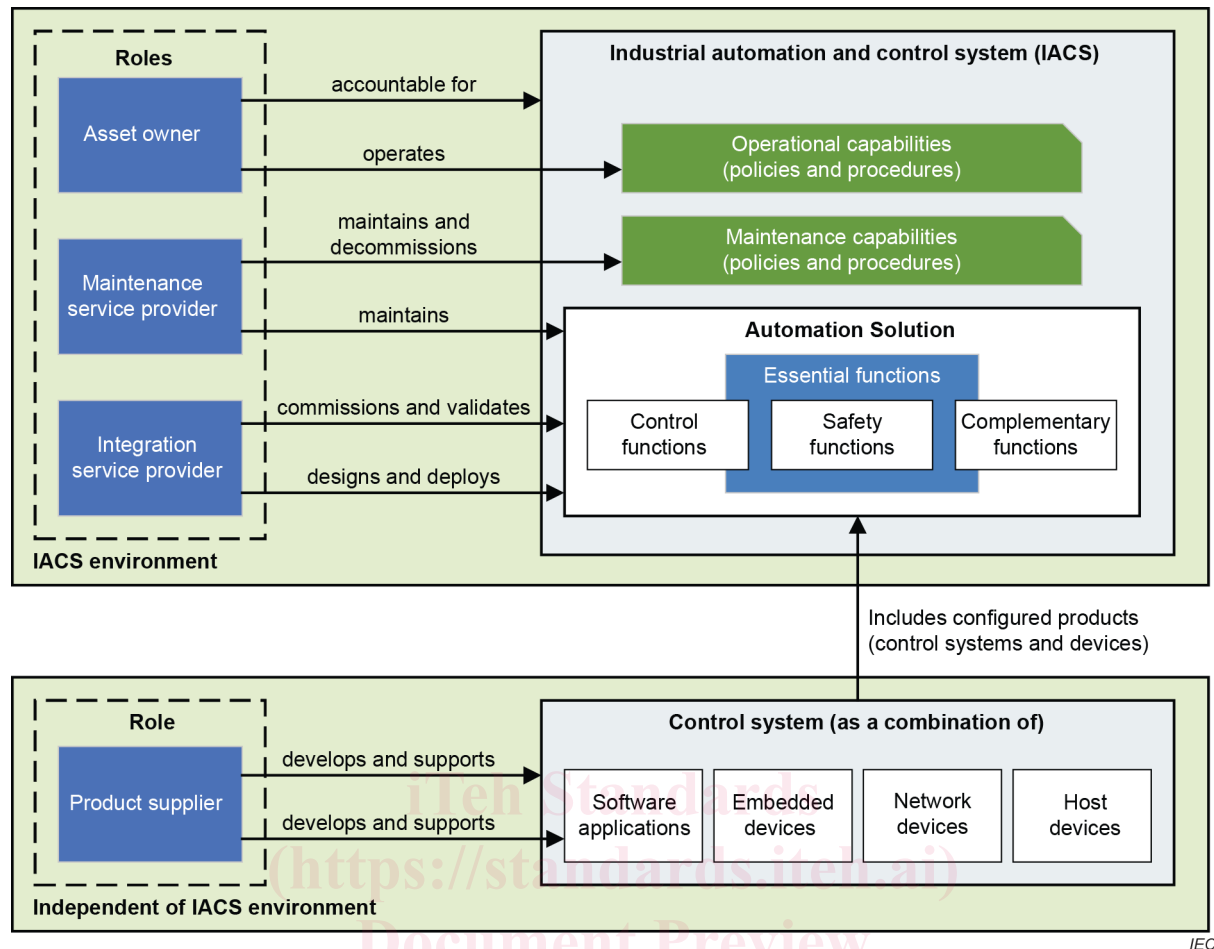 Roles
Industrial automation and control system (IACS)
Asset owner
accountable for
operates
Operational capabilities
(policies and procedures)
Maintenance
service provider
maintains and
decommissions
maintains
Maintenance capabilities
(policies and procedures)
Automation Solution
Essential functions
Control
functions
Safety
functions
Complementary
functions
Integration
service provider
commissions and validates
designs and deploys
IACS environment
Includes configured products
(control systems and devices)
Role
Control system (as a combination of)
Product supplier
develops and supports
develops and supports
Software
applications
Embedded
devices
Network
devices
Host
devices
Independent of IACS environment
iTeh Standards
(https://standards.iteh.ai)
Document Preview
IEC